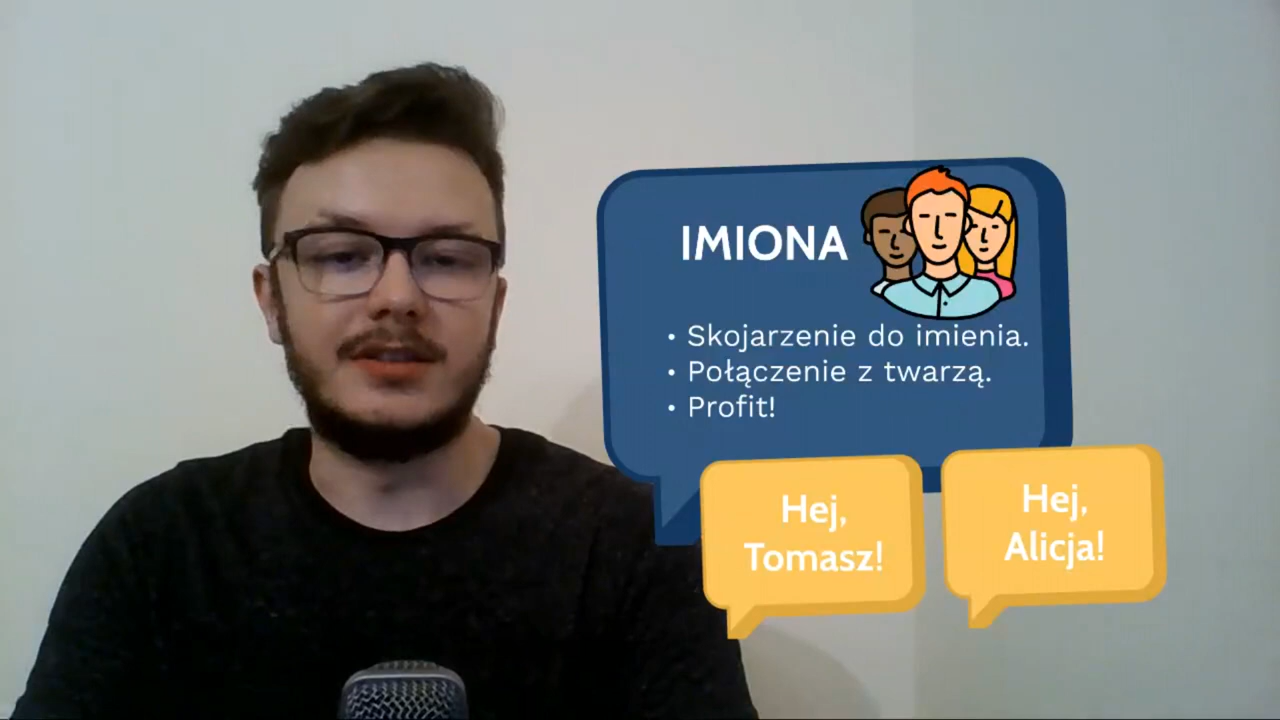 IMIONA
• Skojarzenie do imienia.
• Połączenie z twarzą.
• Profit!
Hej,
Tomasz!
Hej,
Alicja!